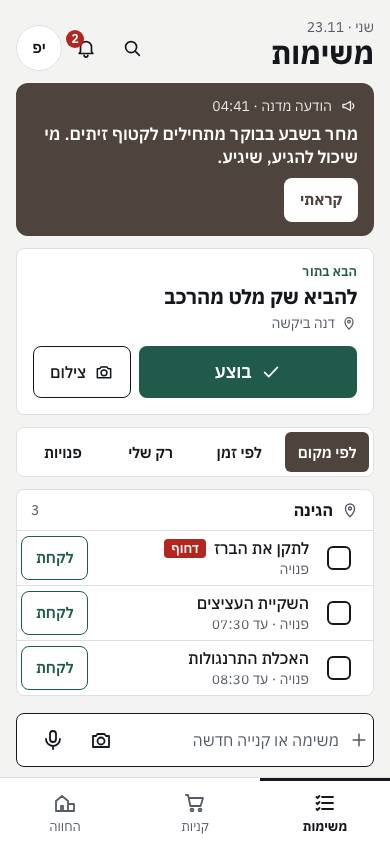 שני · 23.11
משימות
2
יפ
הודעה מדנה · 04:41
מחר בשבע בבוקר מתחילים לקטוף זיתים. מי
שיכול להגיע, שיגיע.
קראתי
הבא בתור
להביא שק מלט מהרכב
דנה ביקשה
בוצע
צילום
לפי מקום
לפי זמן
רק שלי
פנויות
הגינה
3
לתקן את הברז דחוף
פנויה
לקחת
השקיית העציצים
פנויה · עד 07:30
לקחת
האכלת התרנגולות
פנויה · עד 08:30
לקחת
משימה או קנייה חדשה
משימות
קניות
החווה